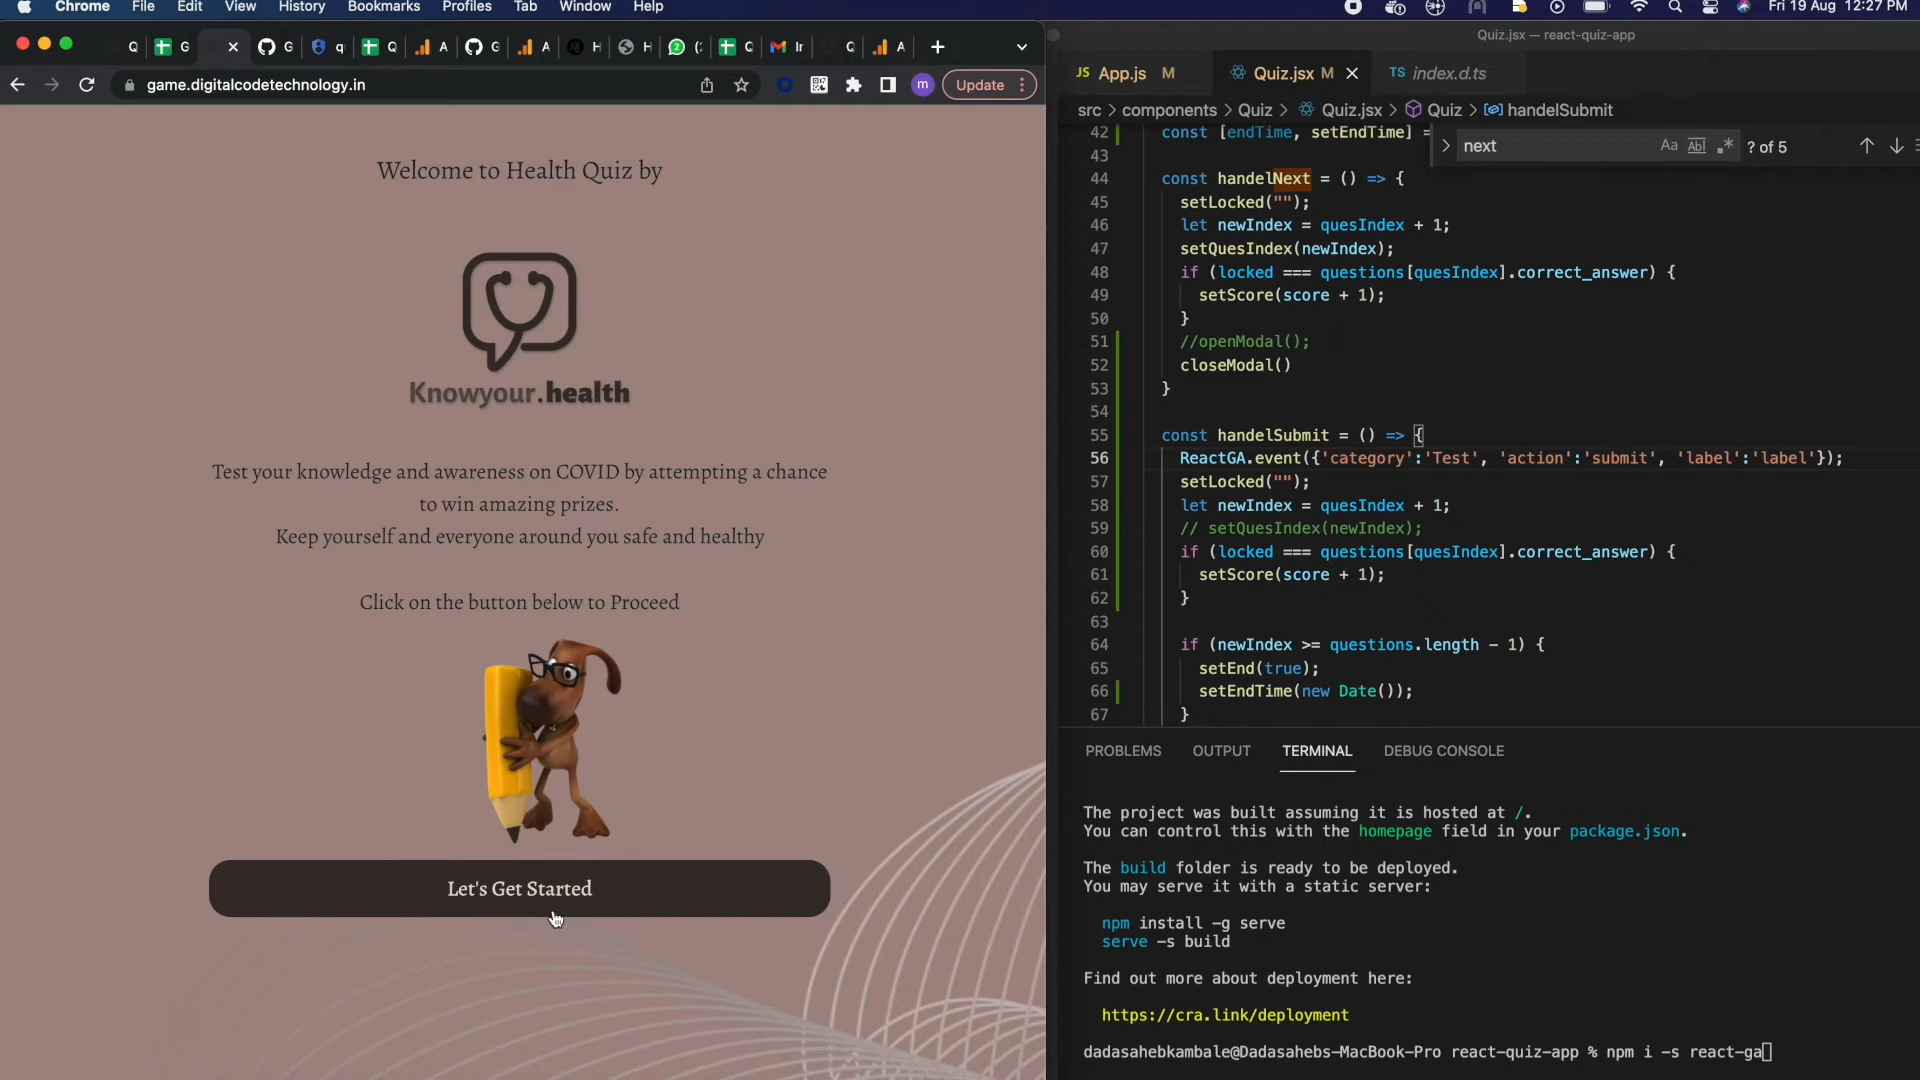 Chrome File Edit View History Bookmarks Profiles Tab Window Help
Fri 19 Aug 12:27 PM
game.digitalcodetechnology.in
Update
Welcome to Health Quiz by
Knowyour.health
Test your knowledge and awareness on COVID by attempting a chance
to win amazing prizes.
Keep yourself and everyone around you safe and healthy
Click on the button below to Proceed
Let's Get Started
Quiz.jsx — react-quiz-app
JS App.js M
Quiz.jsx M
TS index.d.ts
src > components > Quiz > Quiz.jsx > Quiz > handelSubmit
next
Aa
? of 5
42 const [endTime, setEndTime] =
43
44 const handelNext = () => {
45 setLocked("");
46 let newIndex = quesIndex + 1;
47 setQuesIndex(newIndex);
48 if (locked === questions[quesIndex].correct_answer) {
49 setScore(score + 1);
50 }
51 //openModal();
52 closeModal()
53 }
54
55 const handelSubmit = () => {
56 ReactGA.event({'category':'Test', 'action':'submit', 'label':'label'});
57 setLocked("");
58 let newIndex = quesIndex + 1;
59 // setQuesIndex(newIndex);
60 if (locked === questions[quesIndex].correct_answer) {
61 setScore(score + 1);
62 }
63
64 if (newIndex >= questions.length - 1) {
65 setEnd(true);
66 setEndTime(new Date());
67 }
PROBLEMS OUTPUT TERMINAL DEBUG CONSOLE
The project was built assuming it is hosted at /.
You can control this with the homepage field in your package.json.
The build folder is ready to be deployed.
You may serve it with a static server:
npm install -g serve
serve -s build
Find out more about deployment here:
https://cra.link/deployment
dadasahebkambale@Dadasahebs-MacBook-Pro react-quiz-app % npm i -s react-ga